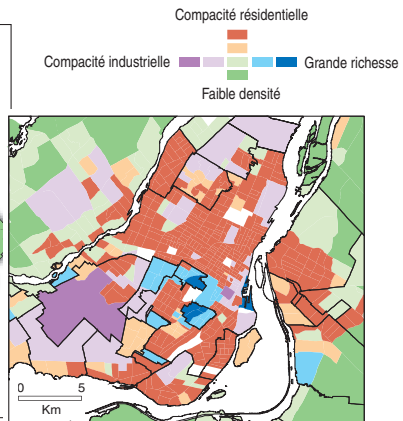 Compacité résidentielle
Compacité industrielle
Grande richesse
Faible densité
0 5
Km